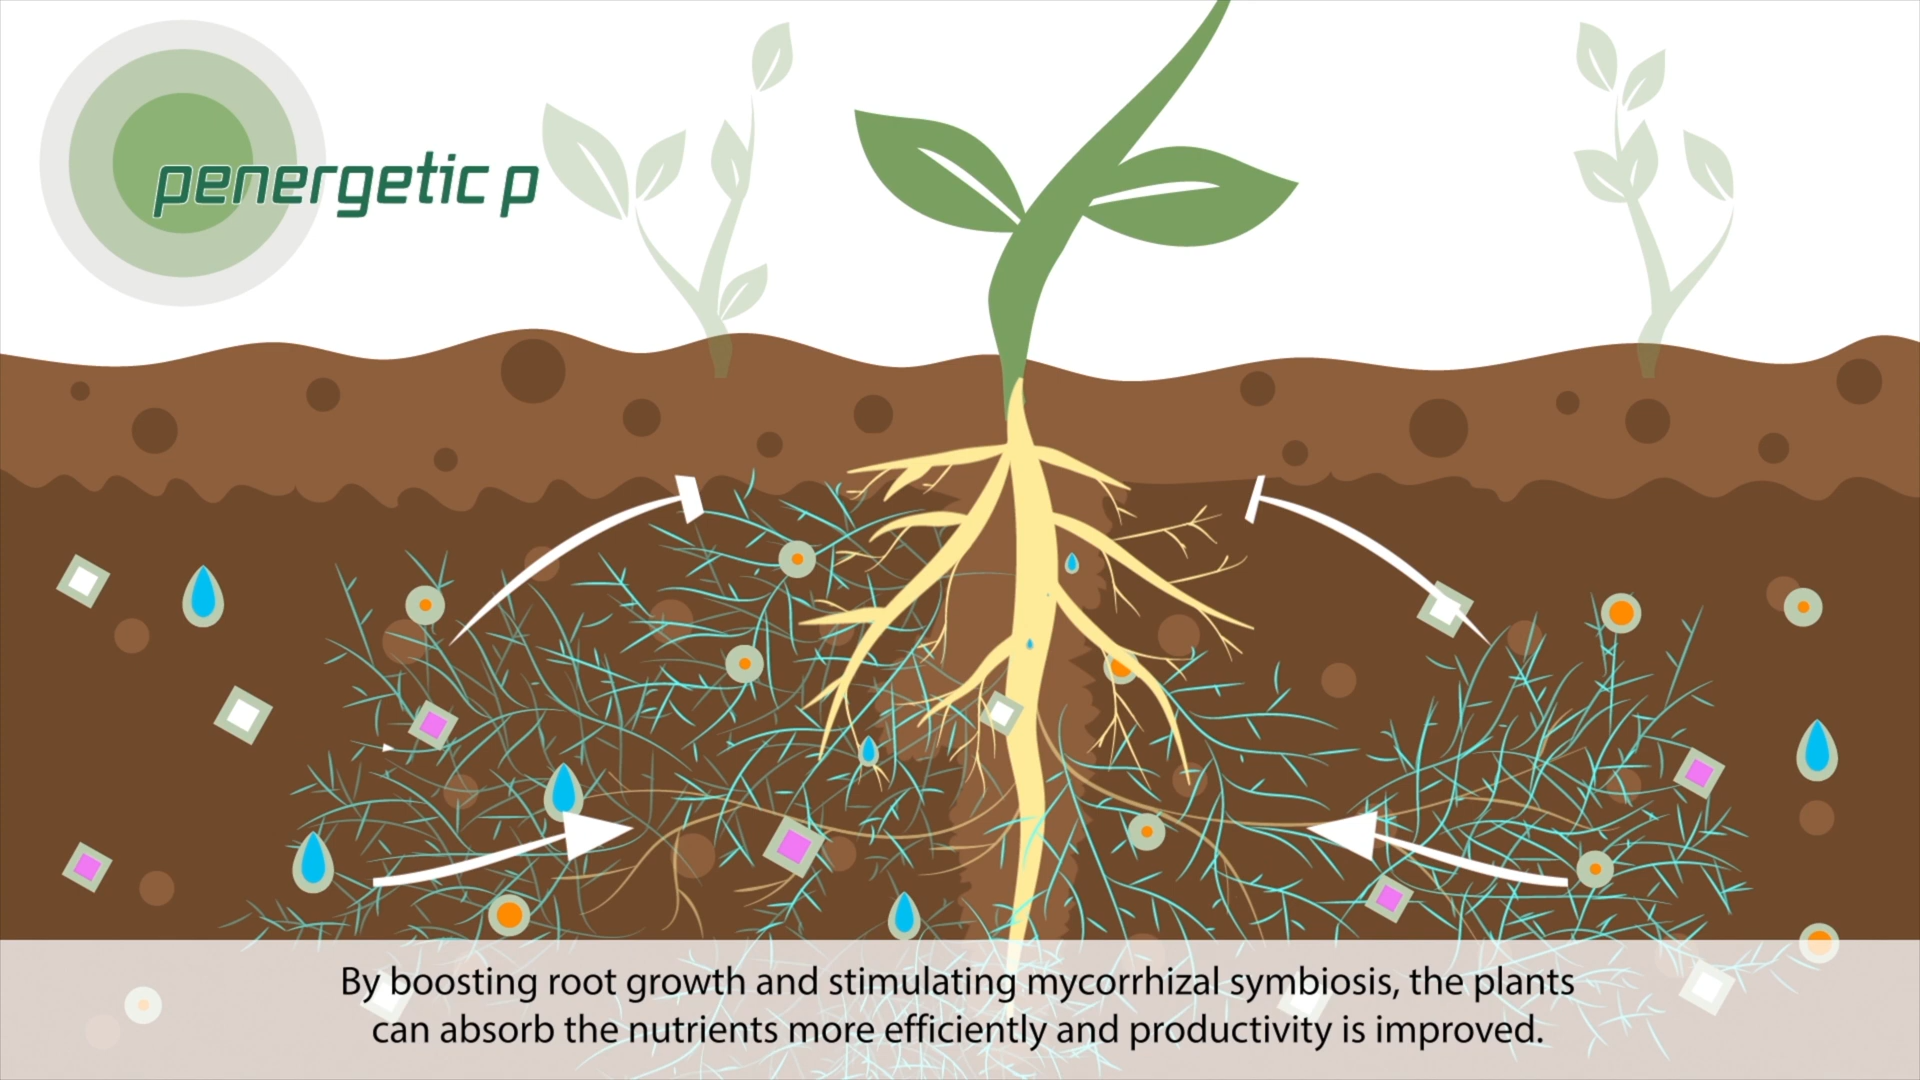 penergetic p
By boosting root growth and stimulating mycorrhizal symbiosis, the plants
can absorb the nutrients more efficiently and productivity is improved.